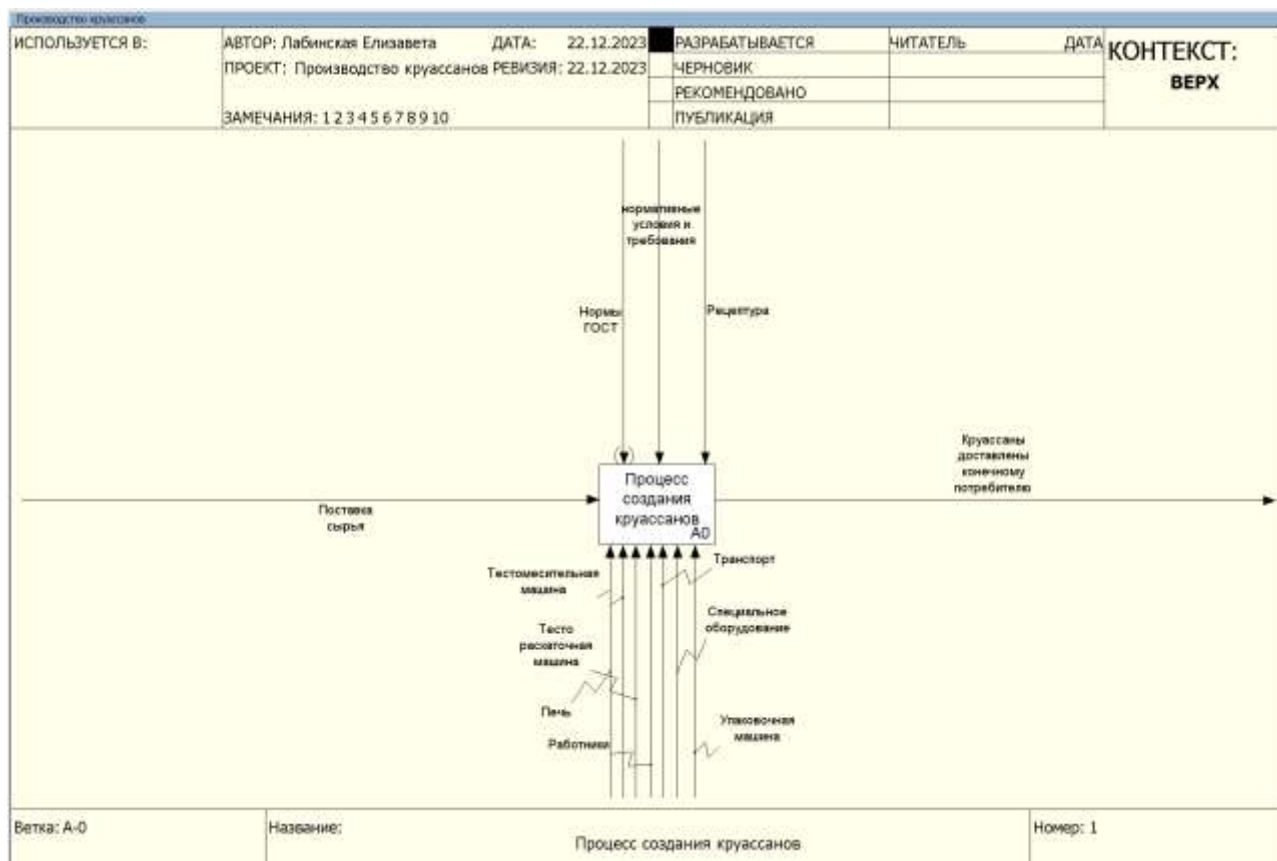 Производство круассанов
ИСПОЛЬЗУЕТСЯ В:
АВТОР: Лабинская Елизавета
ДАТА: 22.12.2023
ПРОЕКТ: Производство круассанов
РЕВИЗИЯ: 22.12.2023
ЗАМЕЧАНИЯ: 1 2 3 4 5 6 7 8 9 10
РАЗРАБАТЫВАЕТСЯ
ЧЕРНОВИК
РЕКОМЕНДОВАНО
ПУБЛИКАЦИЯ
ЧИТАТЕЛЬ
ДАТА
КОНТЕКСТ:
ВЕРХ
нормативные
условия и
требования
Нормы
ГОСТ
Рецептура
Круассаны
доставлены
конечному
потребителю
Процесс
создания
круассанов
A0
Поставка
сырья
Тестомесительная
машина
Транспорт
Специальное
оборудование
Тесто
раскаточная
машина
Печь
Упаковочная
машина
Работники
Ветка: A-0
Название:
Процесс создания круассанов
Номер: 1